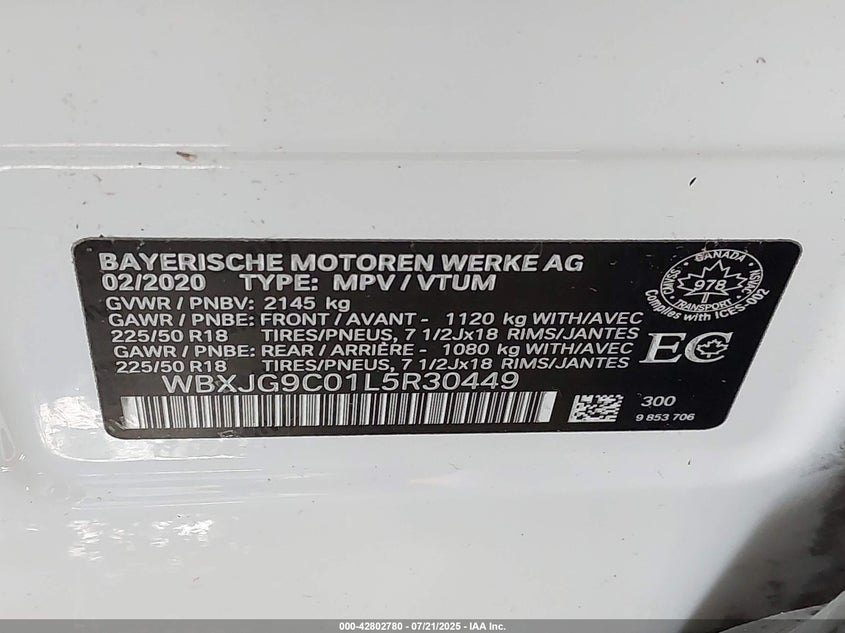 BAYERISCHE MOTOREN WERKE AG
02/2020 TYPE: MPV / VTUM
GVWR / PNBV: 2145 kg
GAWR / PNBE: FRONT / AVANT - 1120 kg WITH/AVEC
225/50 R18 TIRES/PNEUS, 7 1/2Jx18 RIMS/JANTES
GAWR / PNBE: REAR / ARRIÈRE - 1080 kg WITH/AVEC
225/50 R18 TIRES/PNEUS, 7 1/2Jx18 RIMS/JANTES
WBXJG9C01L5R30449
CANADA
978
TRANSPORT
Complies with ICES-002
EC
300
9 853 706
000-42802780 - 07/21/2025 - IAA Inc.